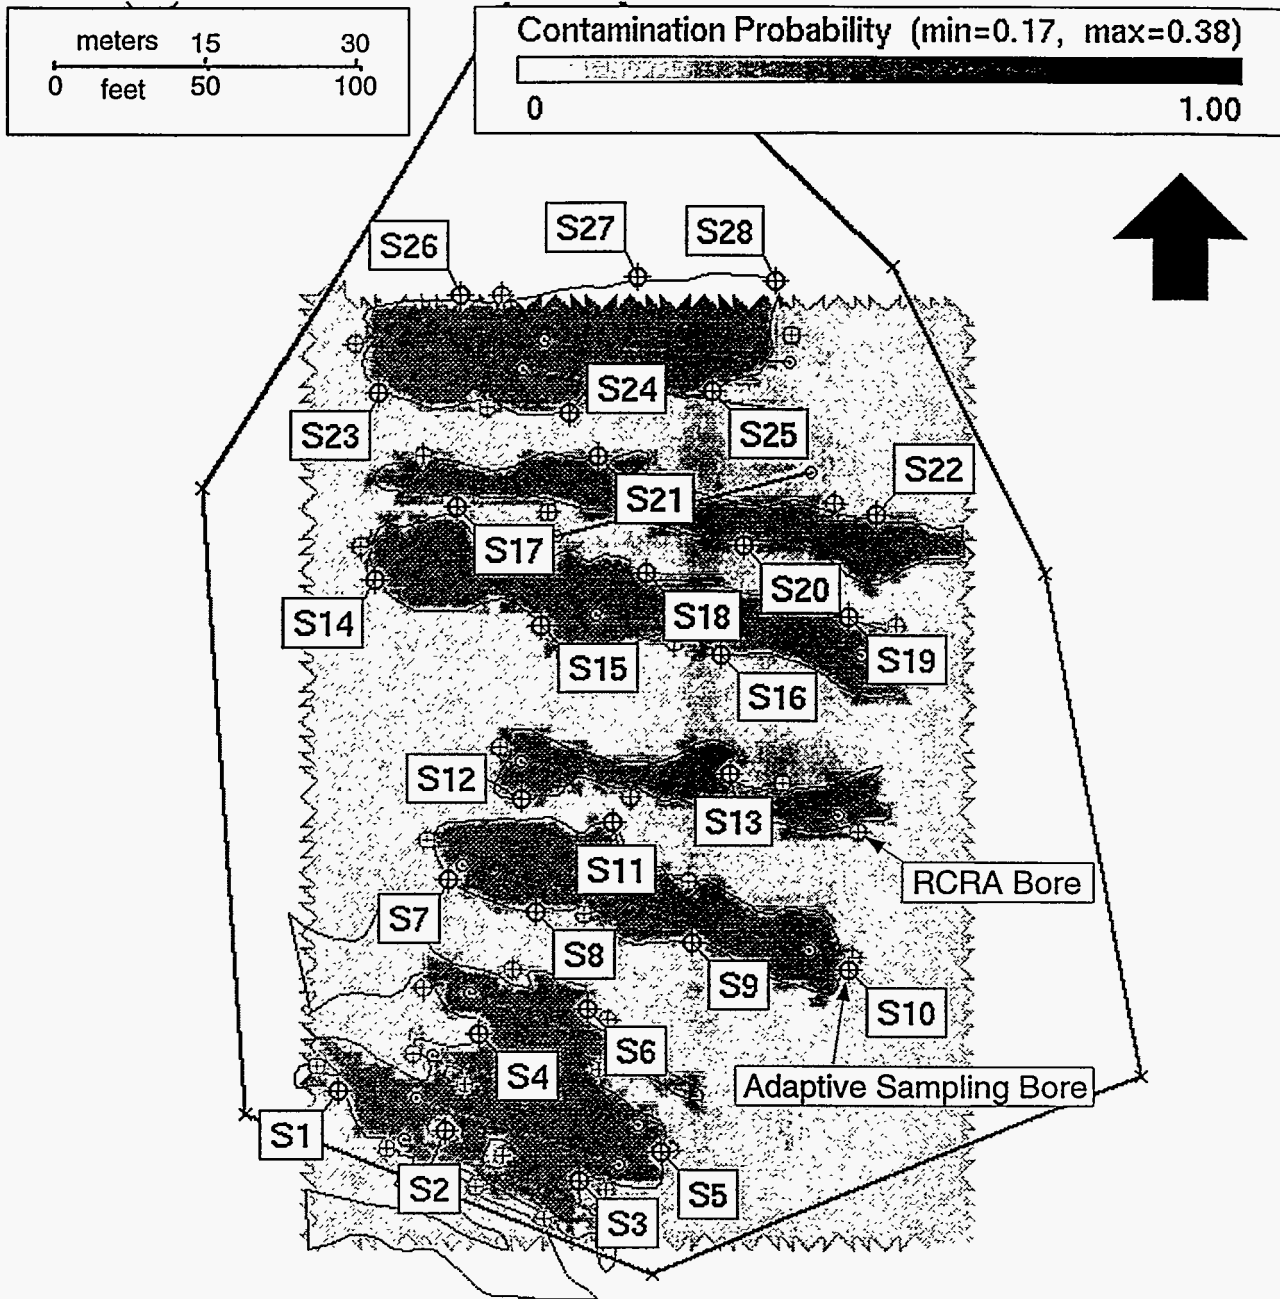 meters 15 30
0 feet 50 100
Contamination Probability (min=0.17, max=0.38)
0 1.00
S27
S28
S26
S24
S23
S25
S22
S21
S17
S20
S14
S18
S19
S15
S16
S12
S13
S11
RCRA Bore
S7
S8
S9
S10
S6
S4
Adaptive Sampling Bore
S1
S2
S5
S3